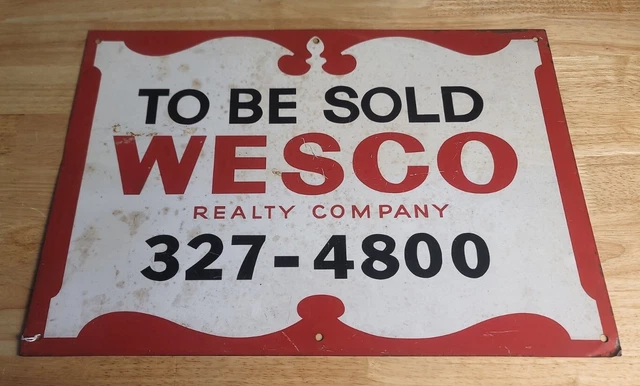 TO BE SOLD
WESCO
REALTY COMPANY
327-4800